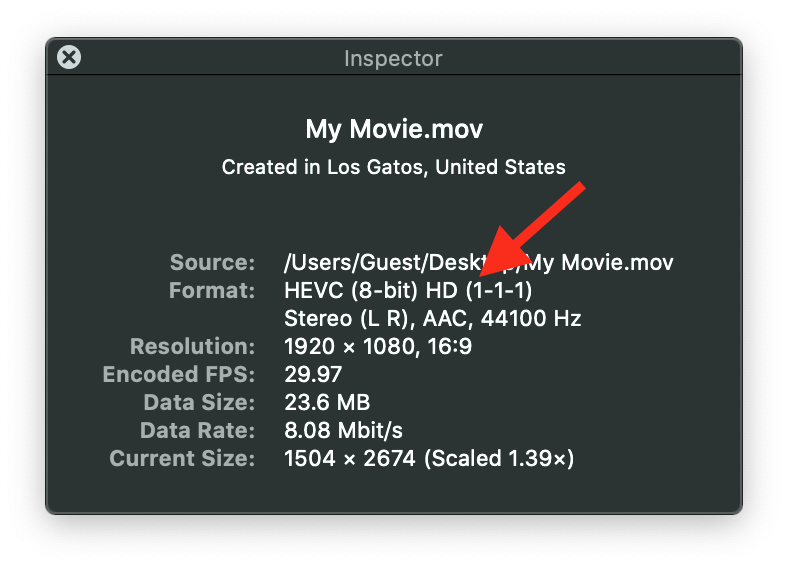 Inspector
My Movie.mov
Created in Los Gatos, United States
Source: /Users/Guest/Desktop/My Movie.mov
Format: HEVC (8-bit) HD (1-1-1)
Stereo (L R), AAC, 44100 Hz
Resolution: 1920 × 1080, 16:9
Encoded FPS: 29.97
Data Size: 23.6 MB
Data Rate: 8.08 Mbit/s
Current Size: 1504 × 2674 (Scaled 1.39×)